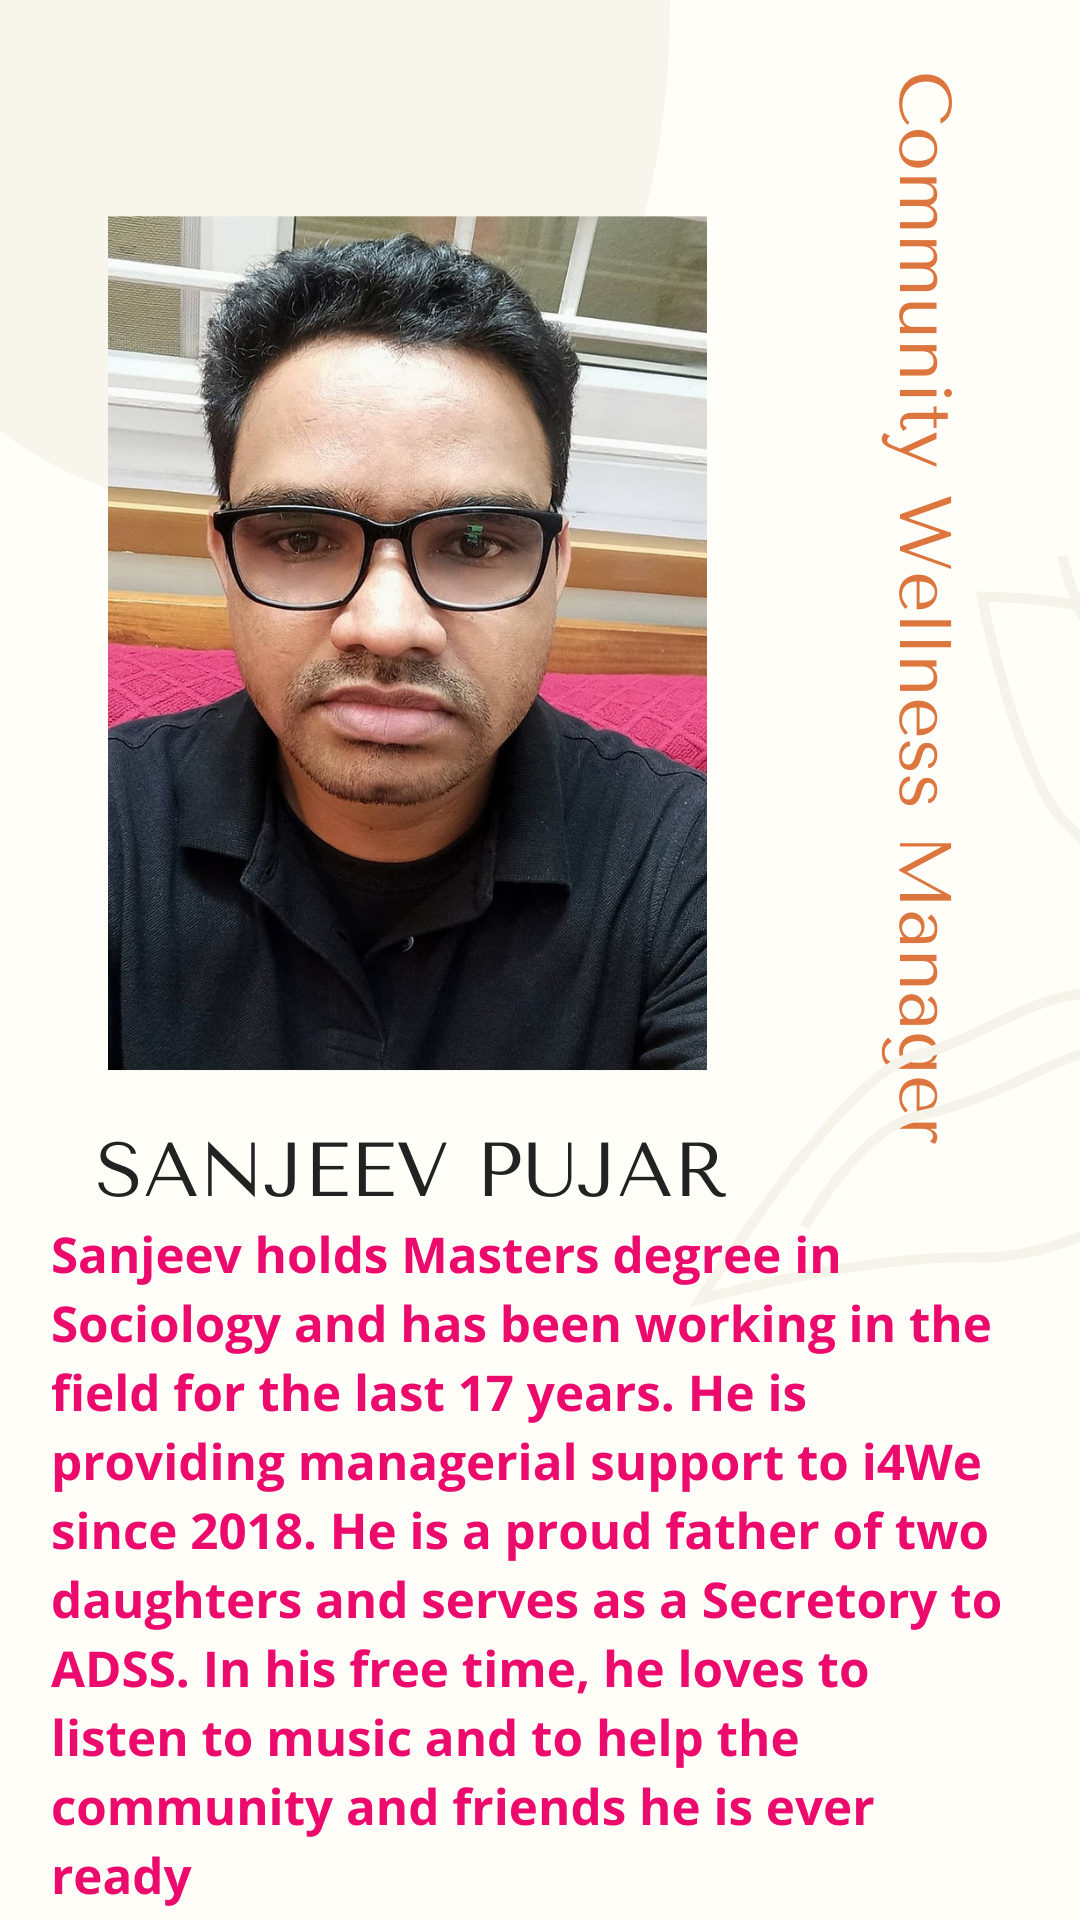 Community Wellness Manager
SANJEEV PUJAR
Sanjeev holds Masters degree in
Sociology and has been working in the
field for the last 17 years. He is
providing managerial support to i4We
since 2018. He is a proud father of two
daughters and serves as a Secretory to
ADSS. In his free time, he loves to
listen to music and to help the
community and friends he is ever
ready